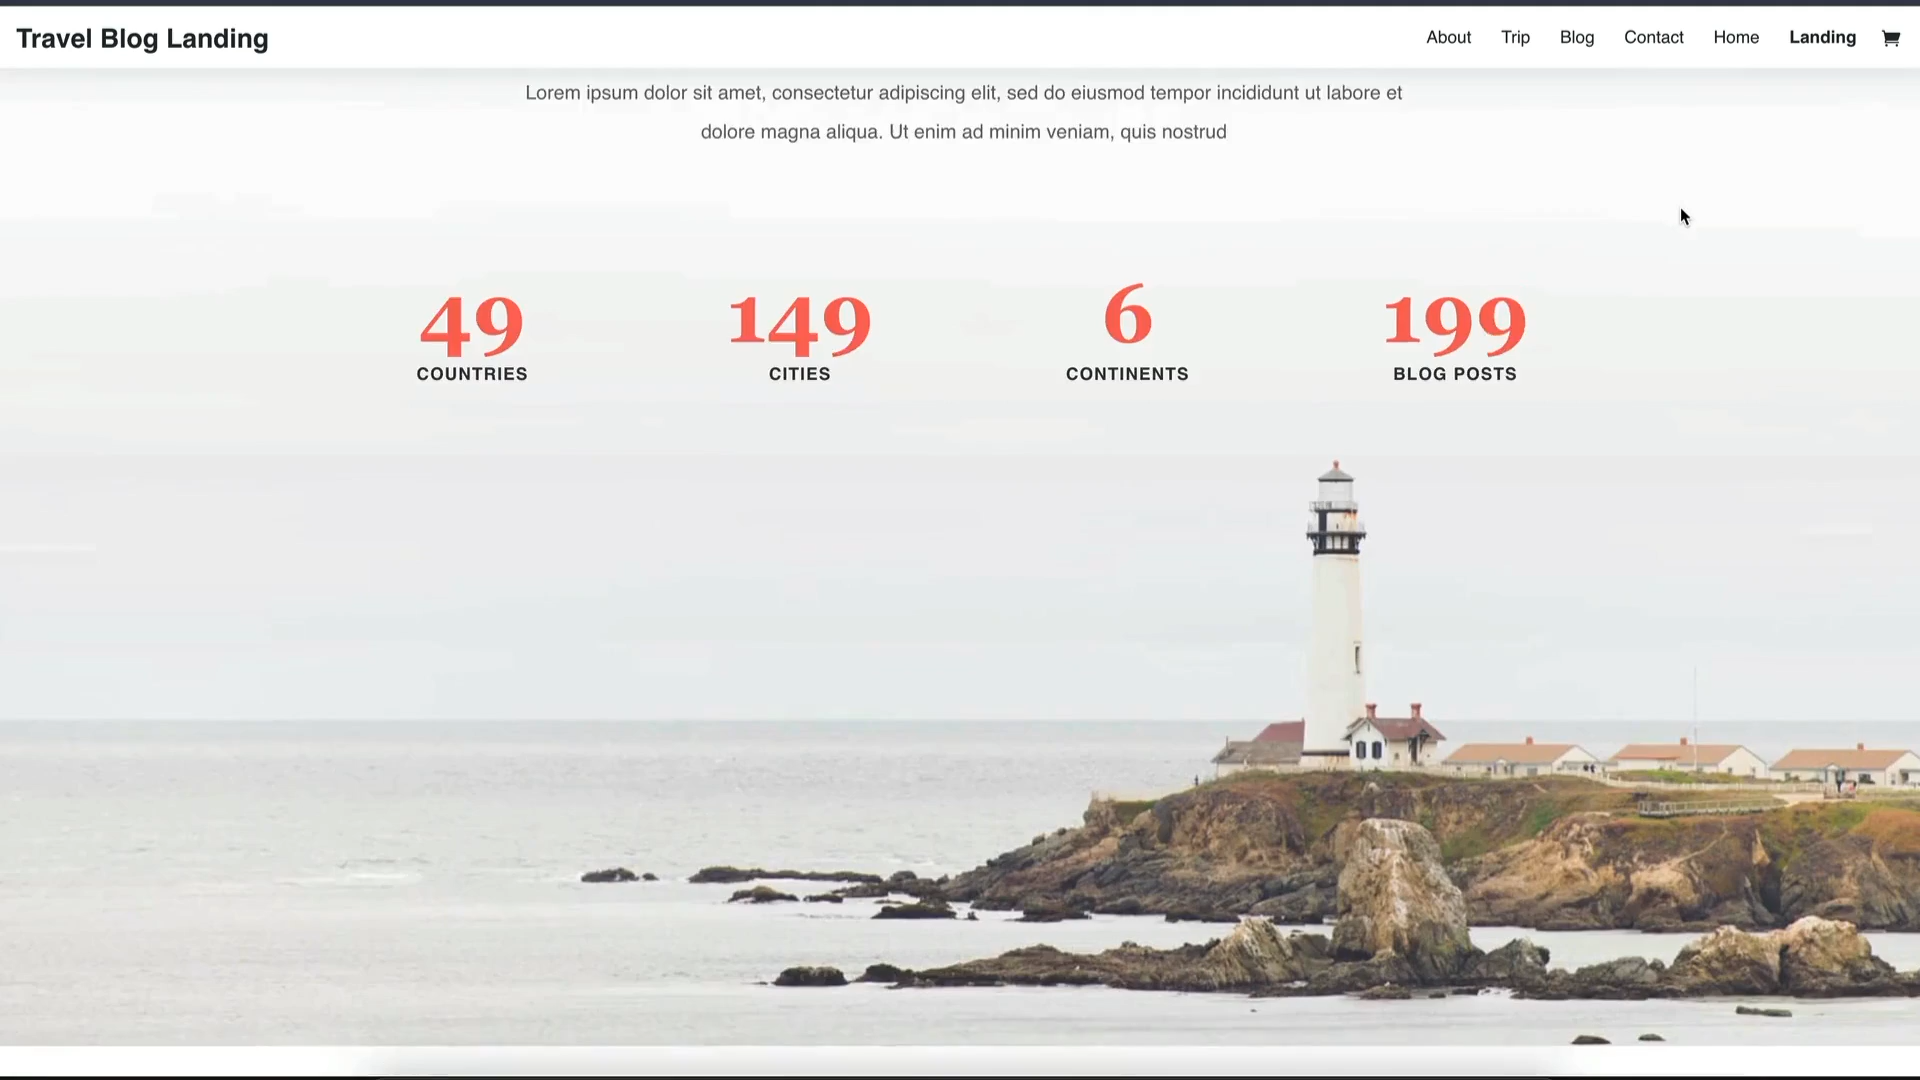 Travel Blog Landing
About Trip Blog Contact Home Landing
Lorem ipsum dolor sit amet, consectetur adipiscing elit, sed do eiusmod tempor incididunt ut labore et
dolore magna aliqua. Ut enim ad minim veniam, quis nostrud
49 149 6 199
COUNTRIES CITIES CONTINENTS BLOG POSTS